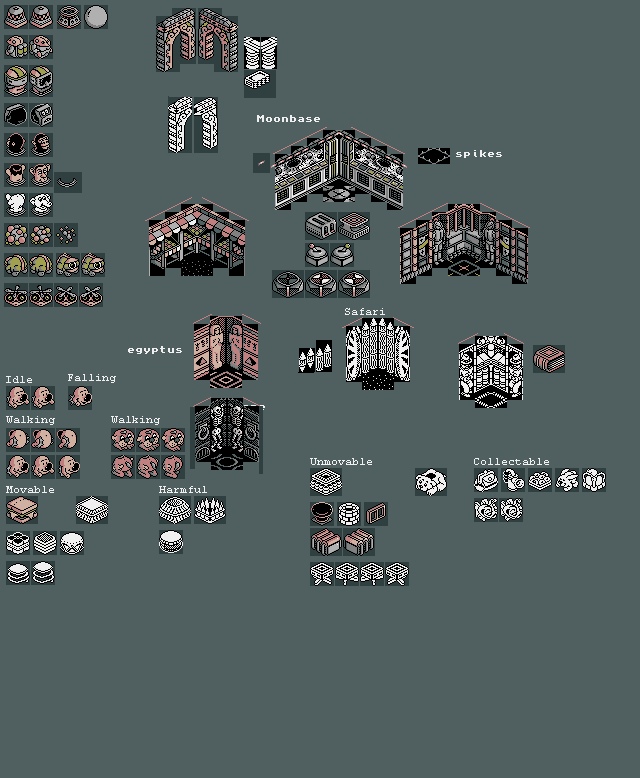 Moonbase
spikes
Safari
egyptus
Idle
Falling
Walking
Walking
Unmovable
Collectable
Movable
Harmful